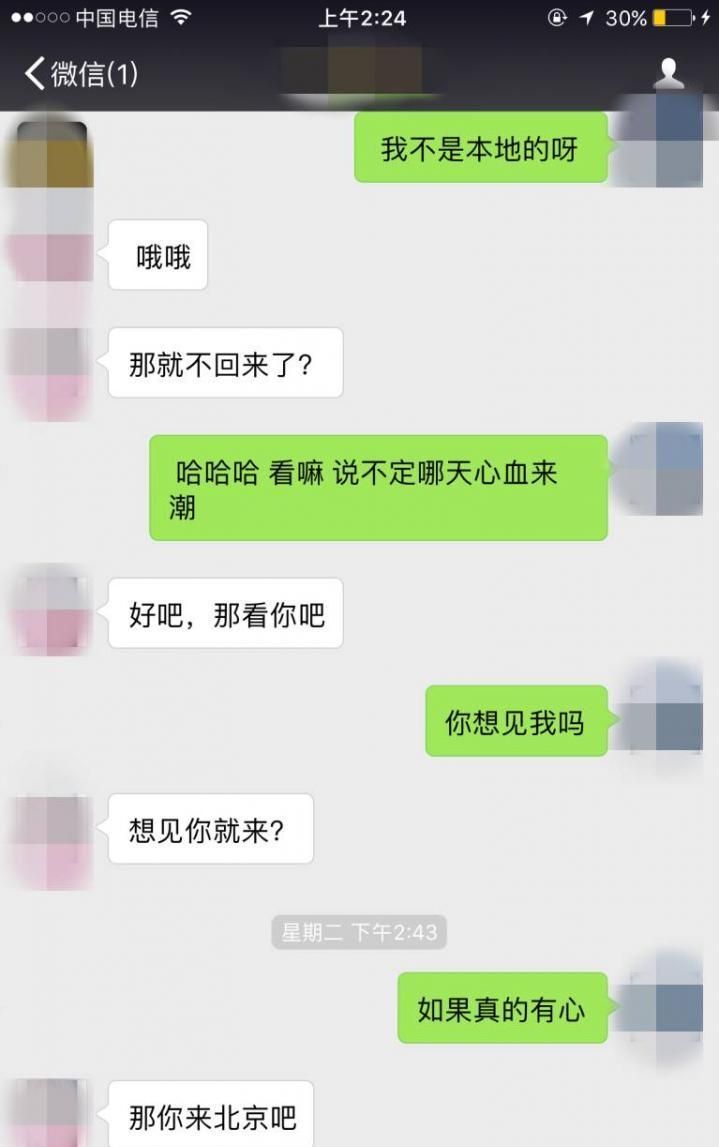 中国电信 上午2:24 30%
微信(1)
我不是本地的呀
哦哦
那就不回来了?
哈哈哈 看嘛 说不定哪天心血来
潮
好吧，那看你吧
你想见我吗
想见你就来?
星期二 下午2:43
如果真的有心
那你来北京吧